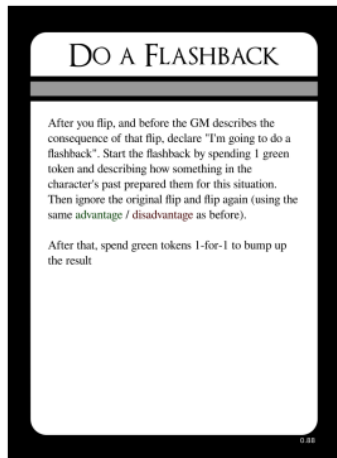 DO A FLASHBACK
After you flip, and before the GM describes the
consequence of that flip, declare "I'm going to do a
flashback". Start the flashback by spending 1 green
token and describing how something in the
character's past prepared them for this situation.
Then ignore the original flip and flip again (using the
same advantage / disadvantage as before).
After that, spend green tokens 1-for-1 to bump up
the result
0.88